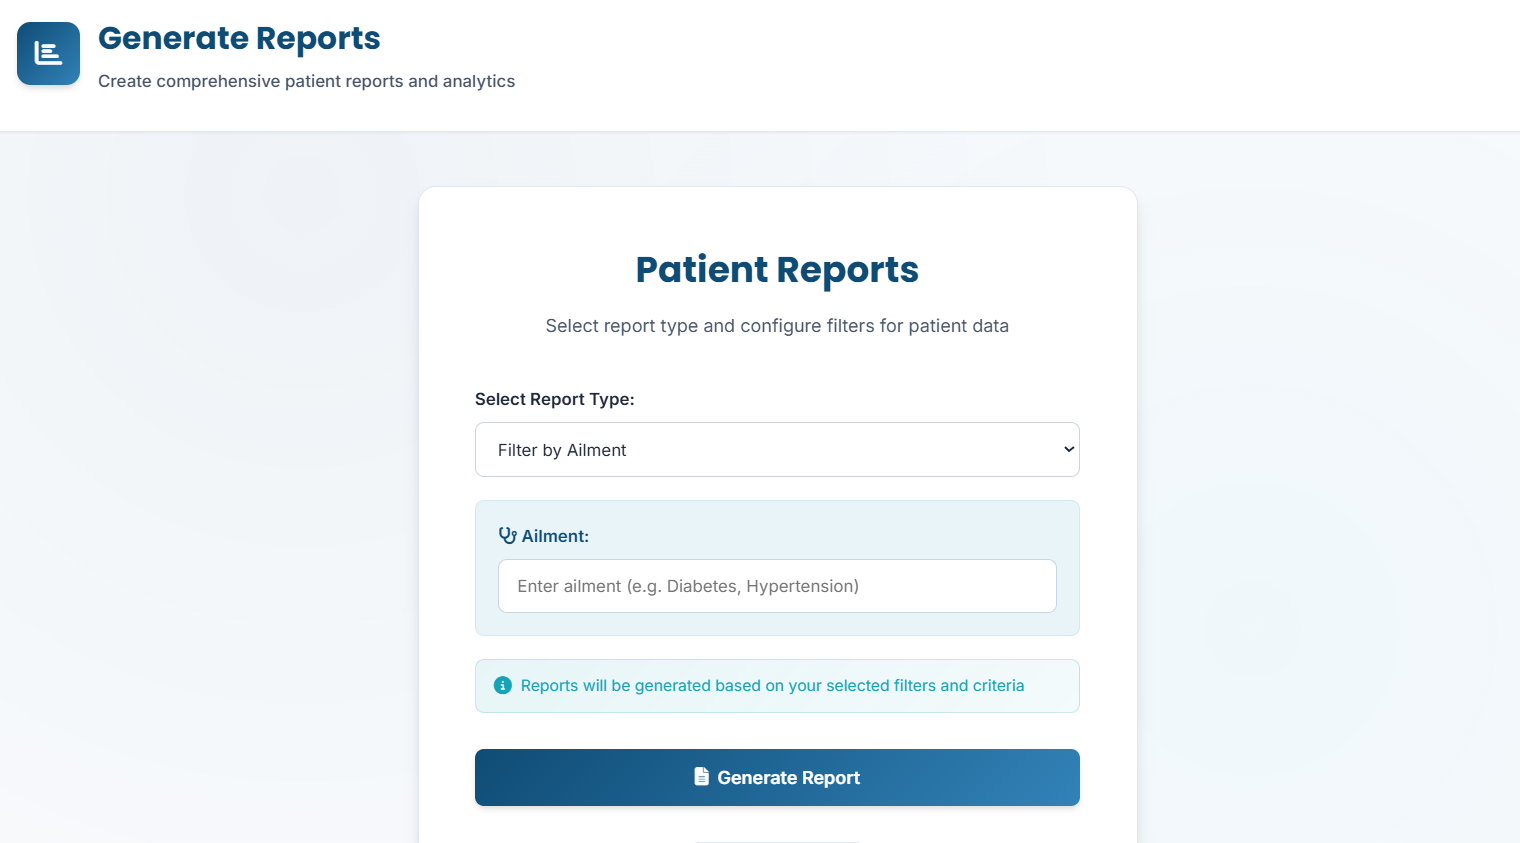 Generate Reports
Create comprehensive patient reports and analytics
Patient Reports
Select report type and configure filters for patient data
Select Report Type:
Filter by Ailment
Ailment:
Enter ailment (e.g. Diabetes, Hypertension)
Reports will be generated based on your selected filters and criteria
Generate Report